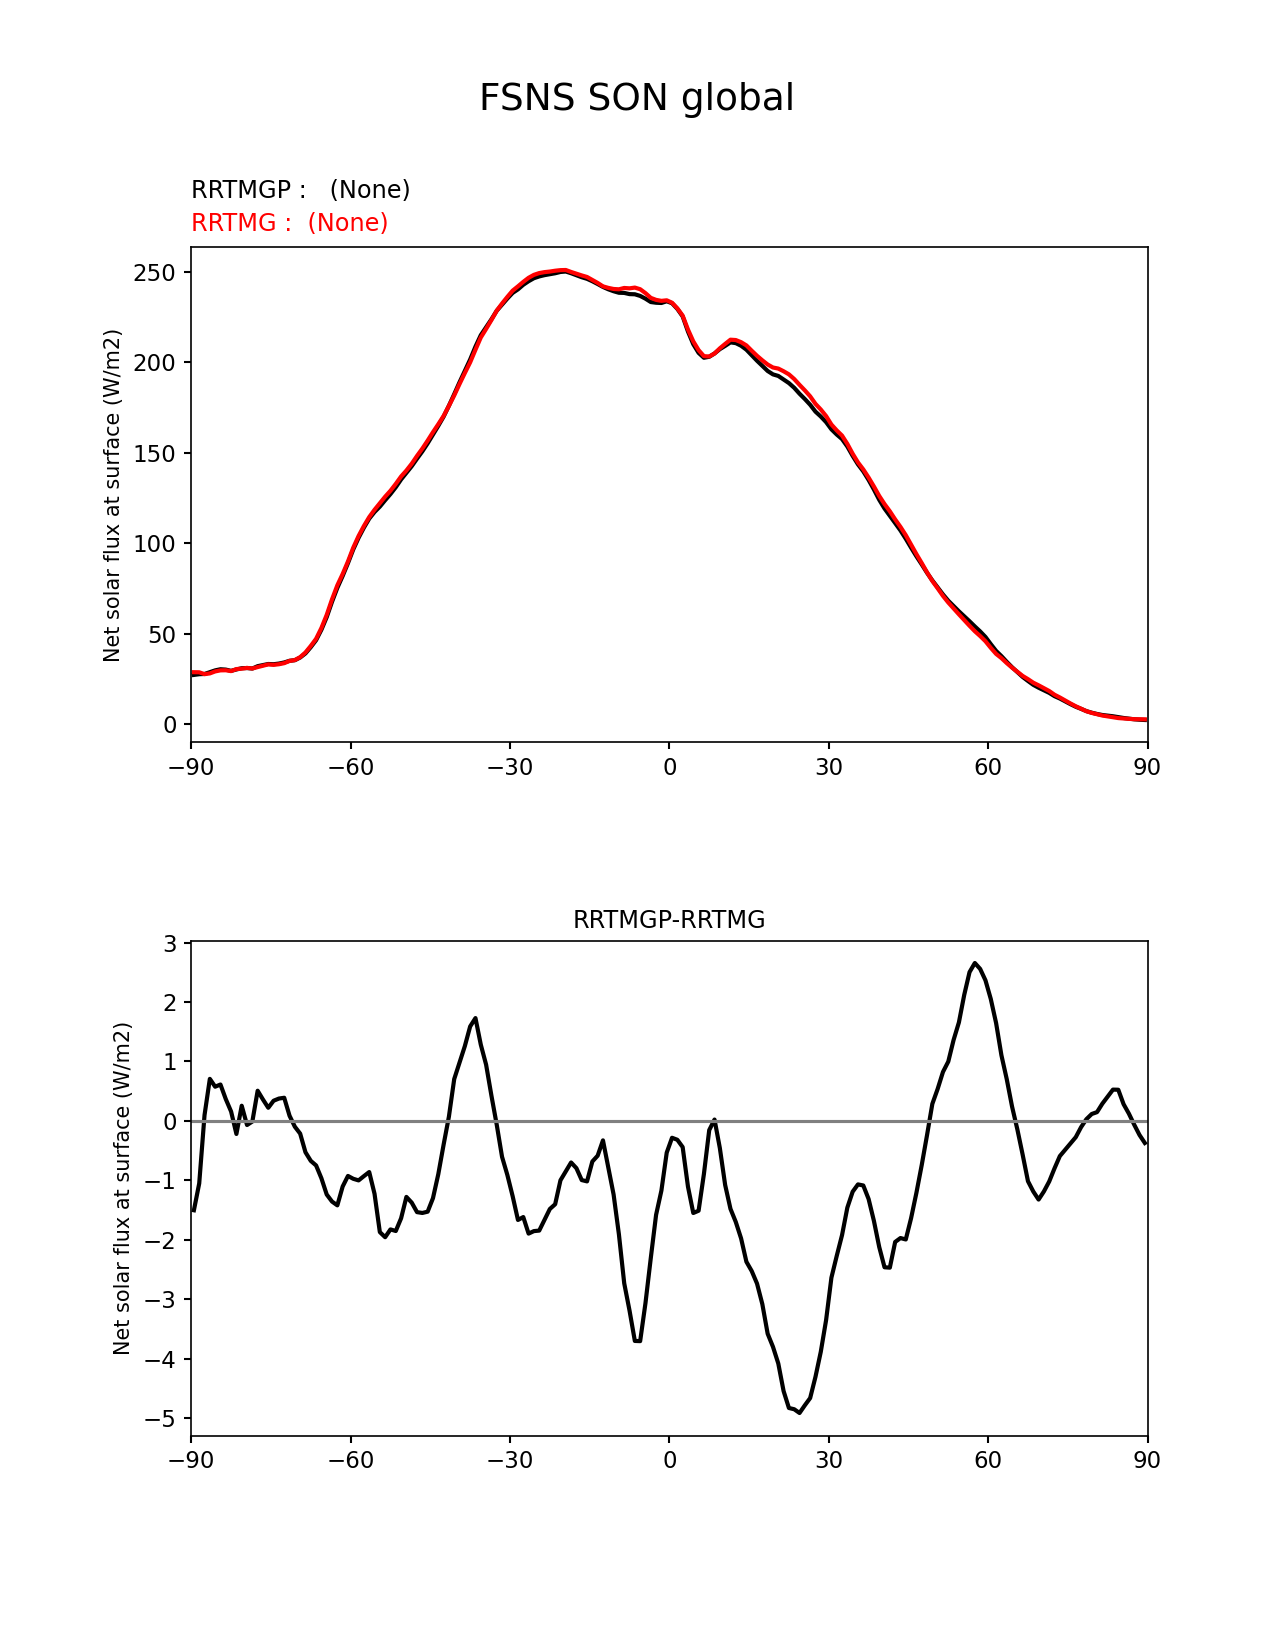 FSNS SON global
RRTMGP :   (None)
RRTMG :  (None)
Net solar flux at surface (W/m2)
250
200
150
100
50
0
−90 −60 −30 0 30 60 90
RRTMGP-RRTMG
Net solar flux at surface (W/m2)
3
2
1
0
−1
−2
−3
−4
−5
−90 −60 −30 0 30 60 90